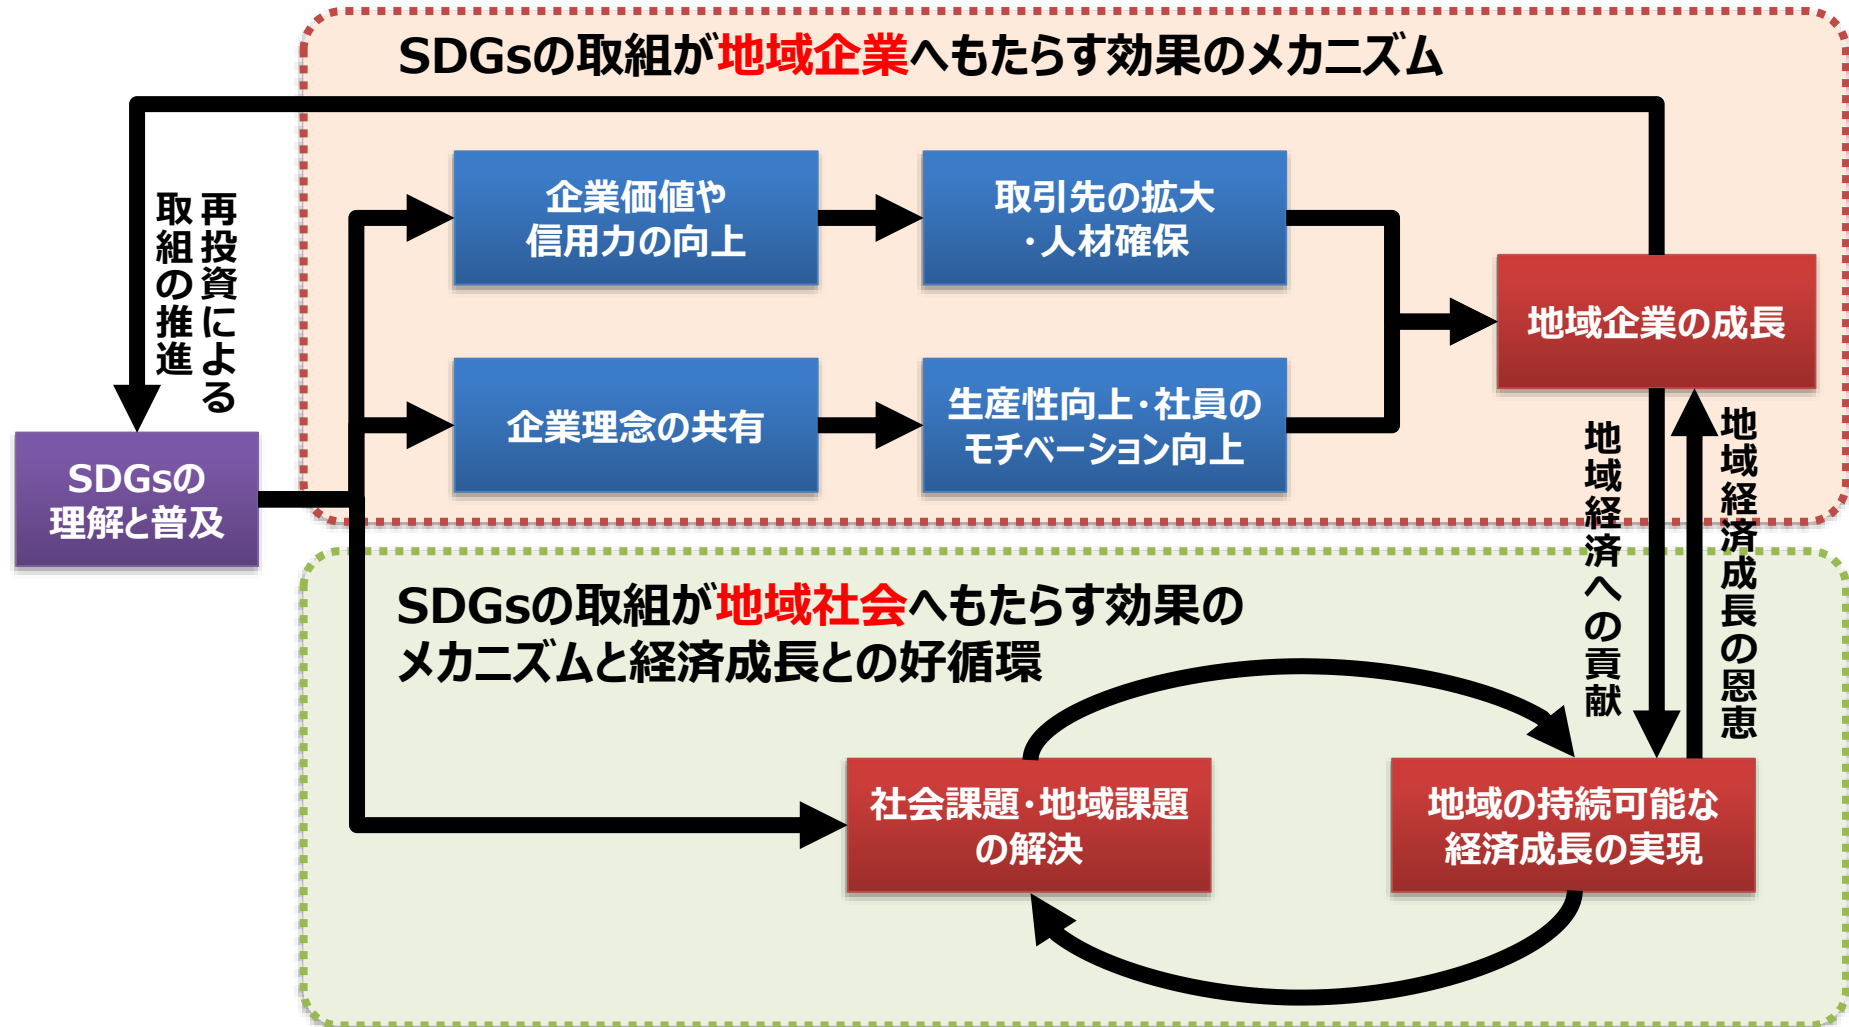 SDGsの取組が地域企業へもたらす効果のメカニズム
再投資による
取組の推進
企業価値や
信用力の向上
取引先の拡大
・人材確保
地域企業の成長
企業理念の共有
生産性向上・社員の
モチベーション向上
SDGsの
理解と普及
地域経済への貢献
地域経済成長の恩恵
SDGsの取組が地域社会へもたらす効果の
メカニズムと経済成長との好循環
社会課題・地域課題
の解決
地域の持続可能な
経済成長の実現